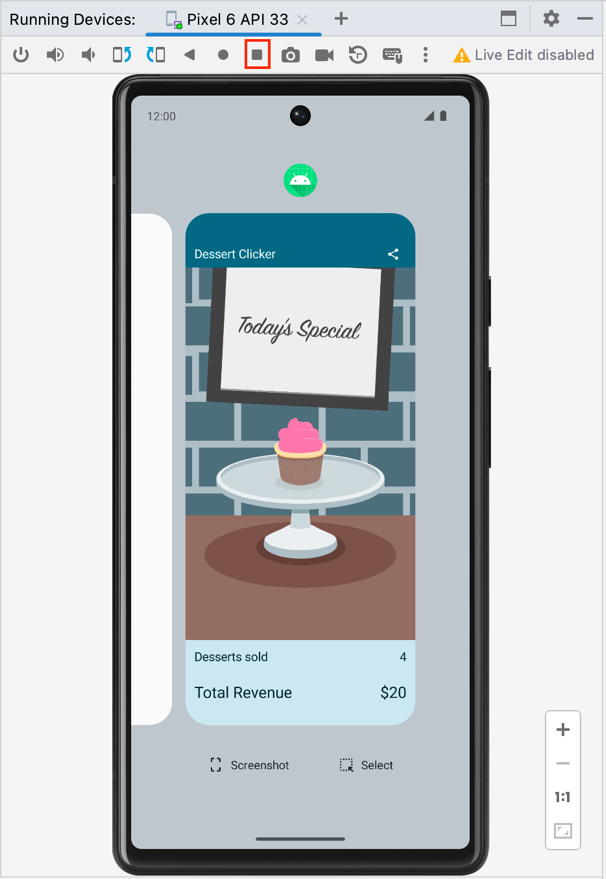 Running Devices: Pixel 6 API 33
Live Edit disabled
12:00
Dessert Clicker
Today's Special
Desserts sold 4
Total Revenue $20
Screenshot Select
1:1